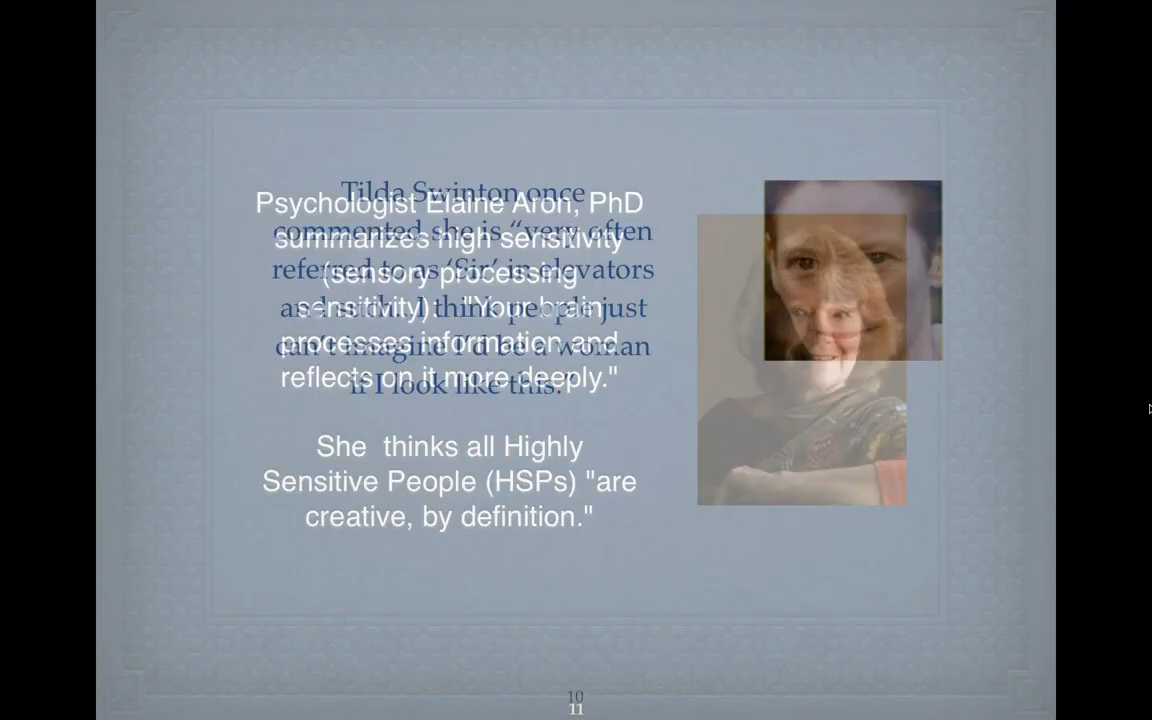 Tilda Swinton once
commented she is “very often
referred to as ‘Sir’ in elevators
think people just
can't imagine I'd be a woman
if I look like this.”
Psychologist Elaine Aron, PhD
summarizes high sensitivity
(sensory processing
sensitivity): "Your brain
processes information and
reflects on it more deeply."
She thinks all Highly
Sensitive People (HSPs) "are
creative, by definition."
10
11